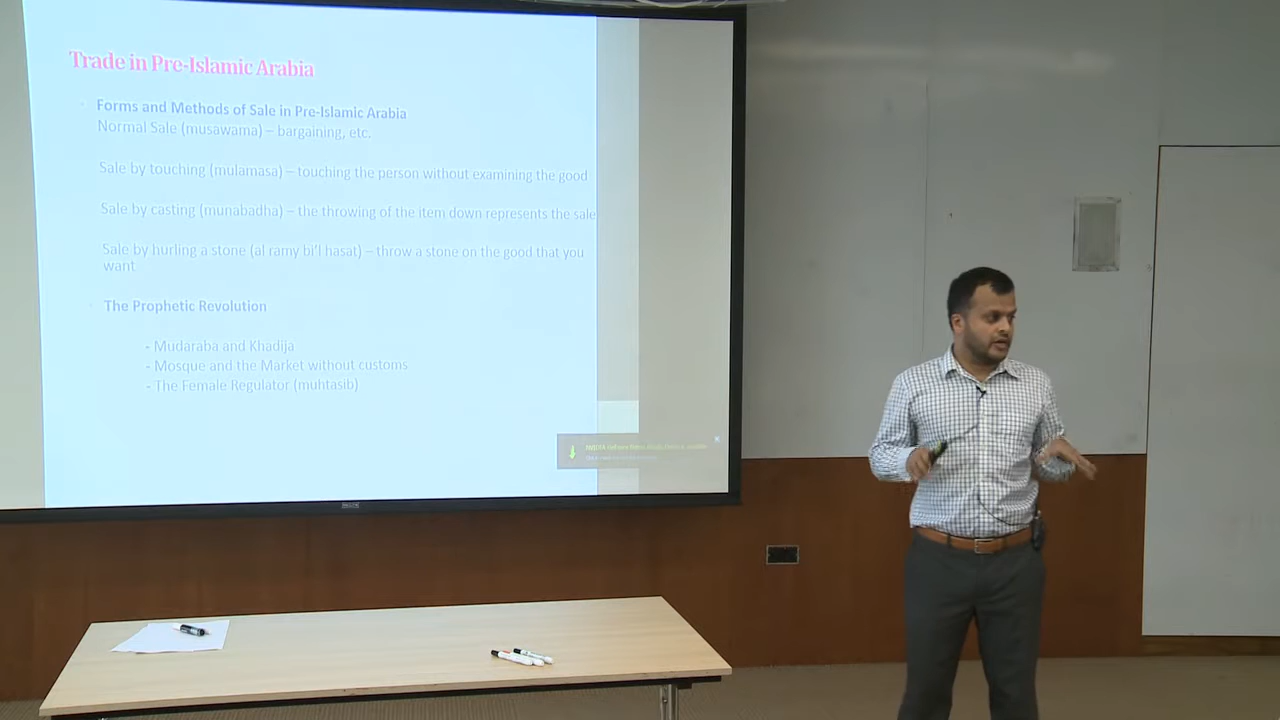 Trade in Pre-Islamic Arabia
Forms and Methods of Sale in Pre-Islamic Arabia
Normal Sale (musawama) – bargaining, etc.
Sale by touching (mulamasa) – touching the person without examining the good
Sale by casting (munabadha) – the throwing of the item down represents the sale
Sale by hurling a stone (al ramy bi'l hasat) – throw a stone on the good that you
want
The Prophetic Revolution
- Mudaraba and Khadija
- Mosque and the Market without customs
- The Female Regulator (muhtasib)